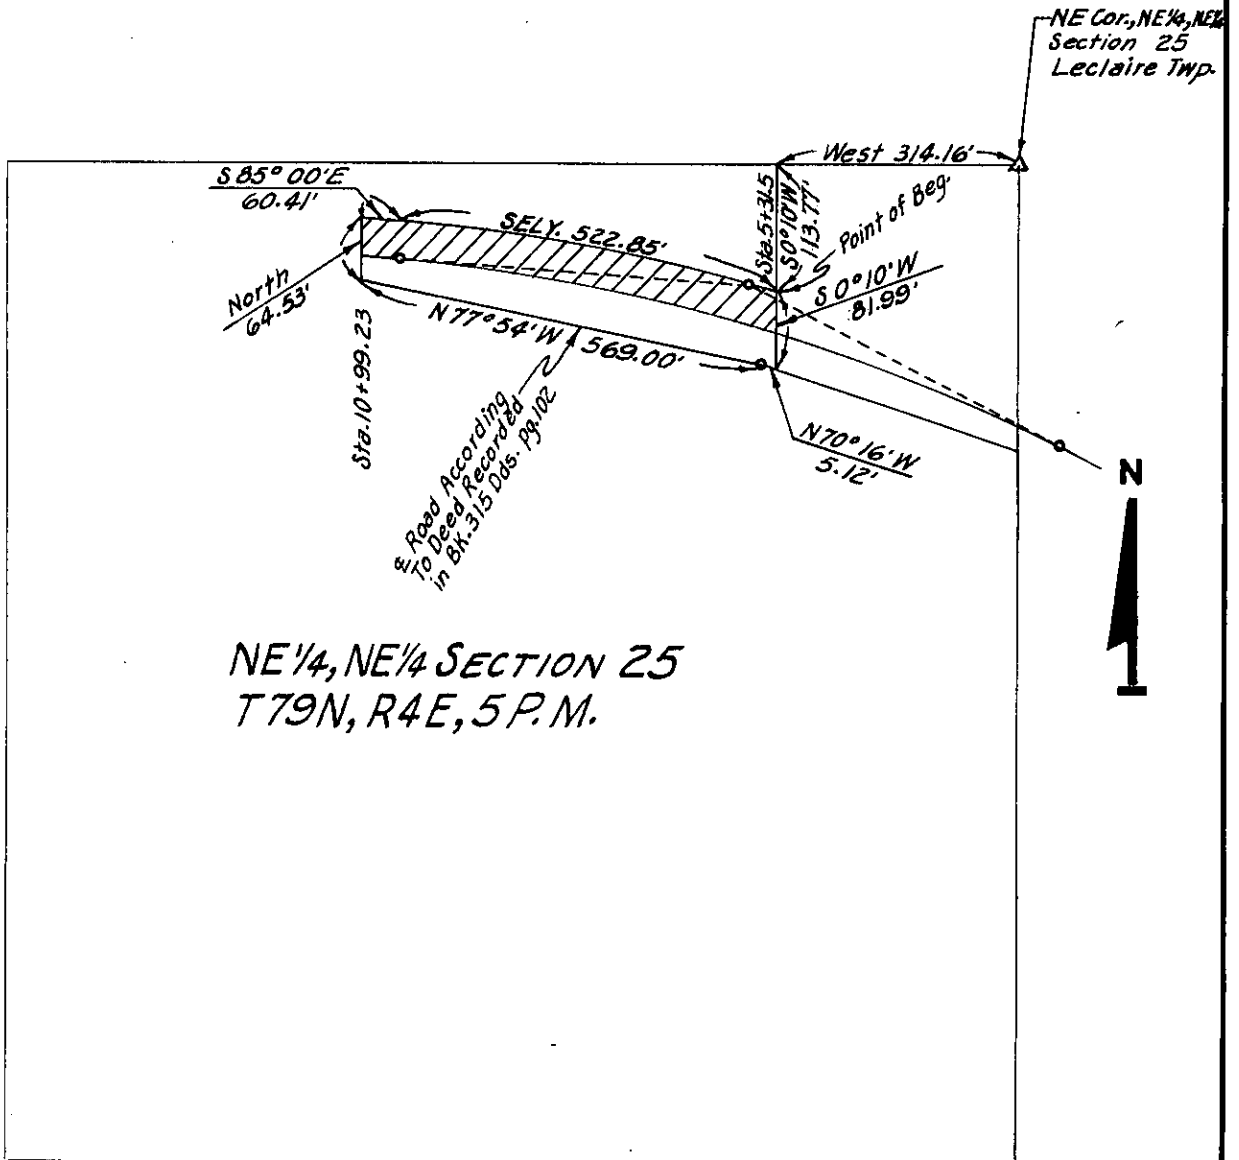 NE Cor., NE¼, NE¼
Section 25
Leclaire Twp.
West 314.16'
S 85° 00' E
60.41'
SELY. 522.85'
Sta. 5+31.5
S 0° 10' W
113.77'
Point of Beg.
S 0° 10' W
81.99'
North
64.53'
N 77° 54' W 569.00'
Sta. 10+99.23
℄ Road According
To Deed Recorded
in BK. 315 Dds. Pg. 102
N 70° 16' W
5.12'
N
NE¼, NE¼ SECTION 25
T79N, R4E, 5 P.M.